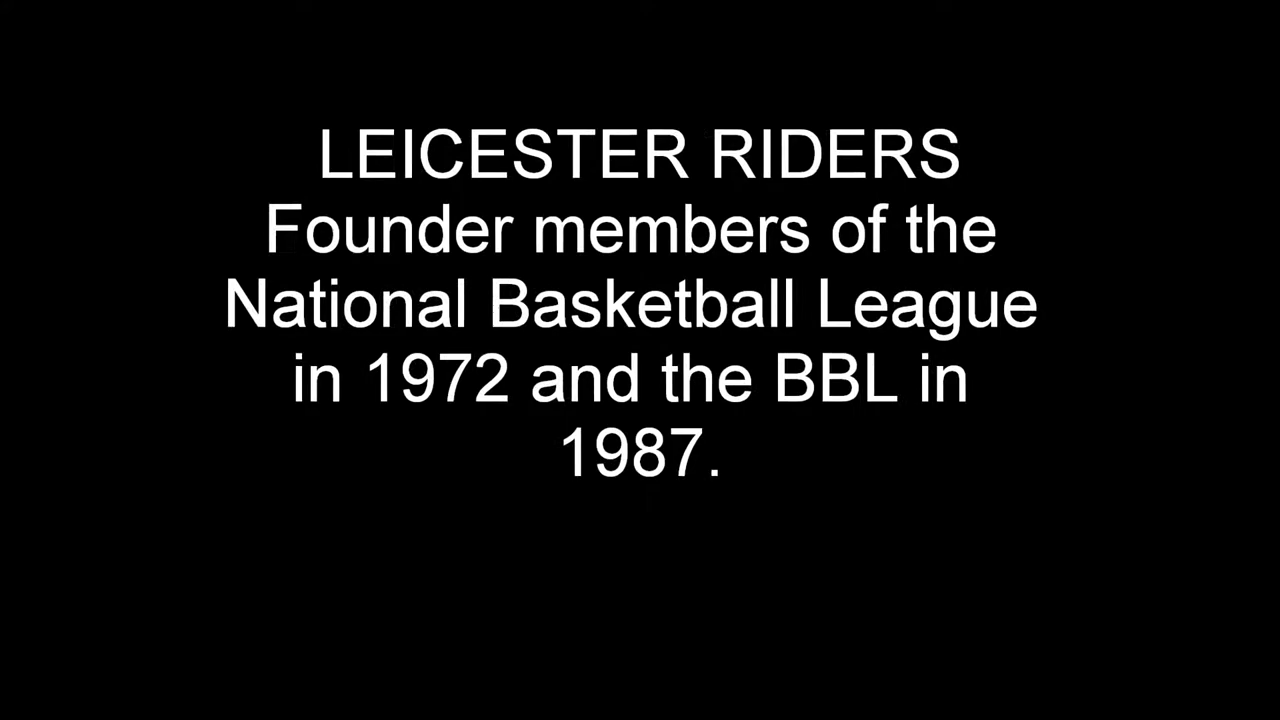 LEICESTER RIDERS
Founder members of the
National Basketball League
in 1972 and the BBL in
1987.